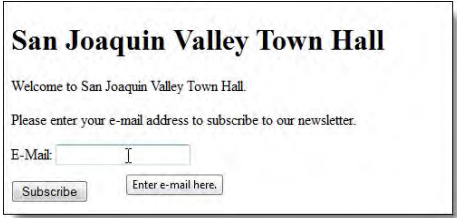 San Joaquin Valley Town Hall
Welcome to San Joaquin Valley Town Hall.
Please enter your e-mail address to subscribe to our newsletter.
E-Mail:
Subscribe
Enter e-mail here.